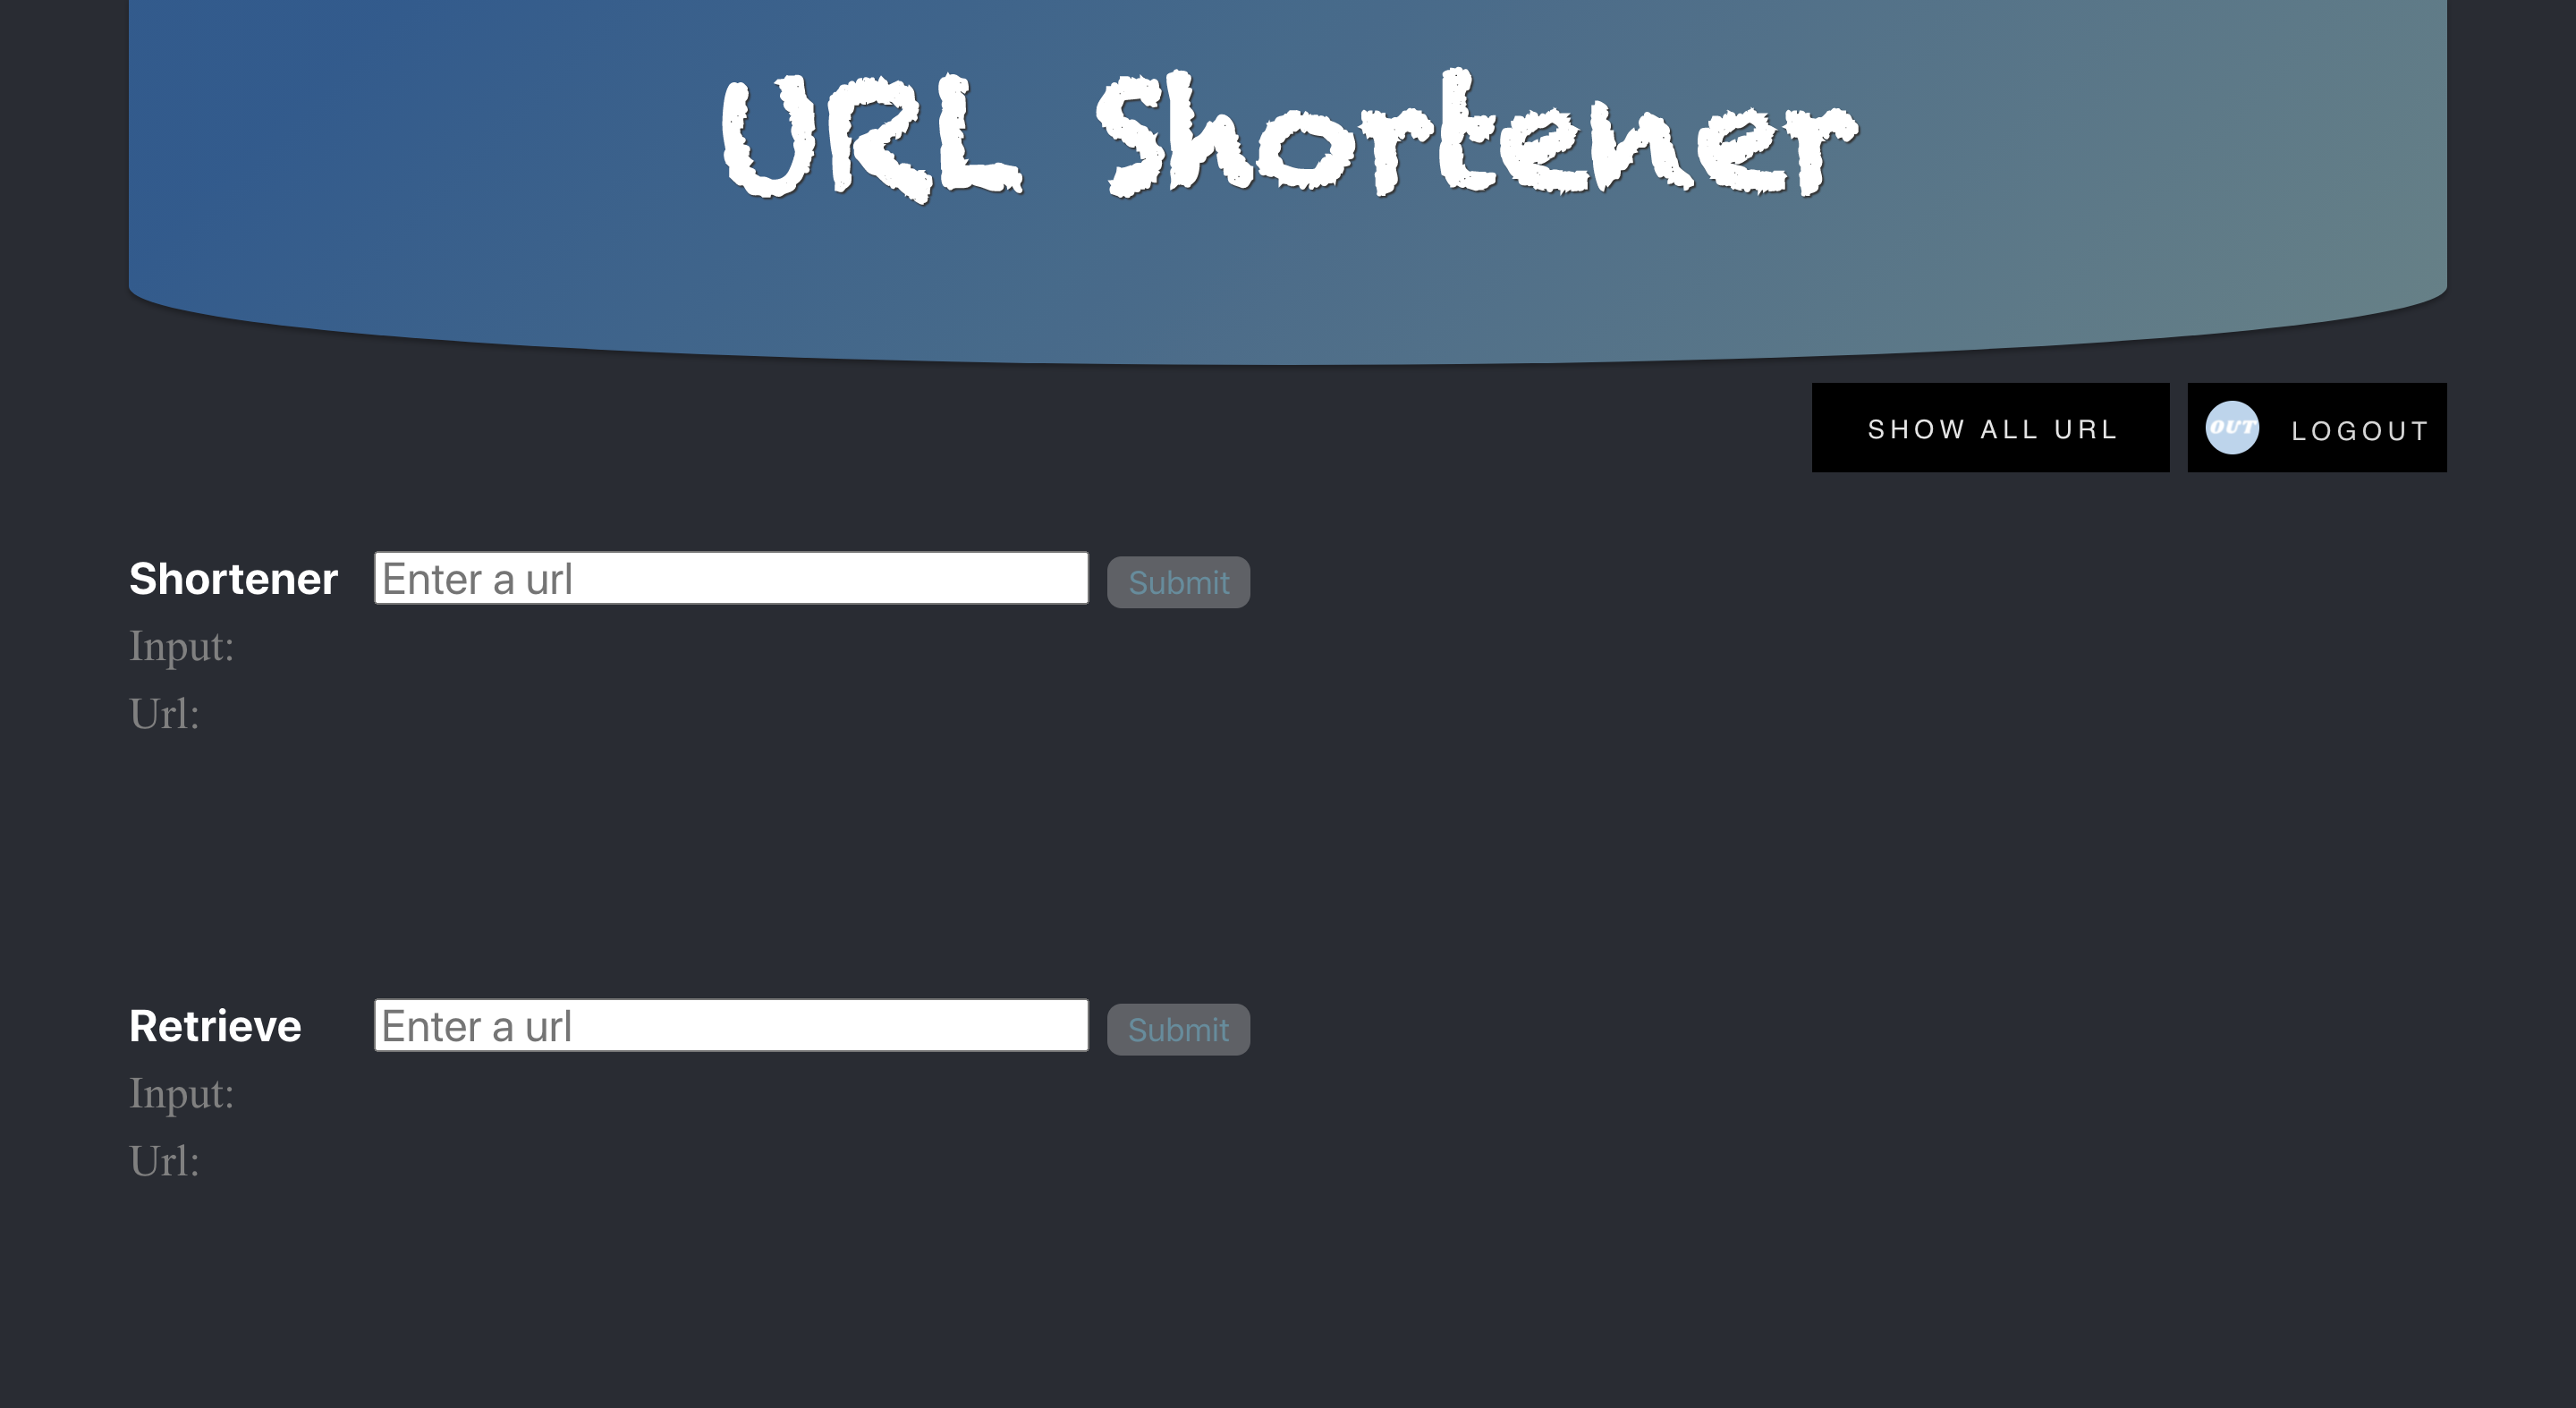 URL Shortener
SHOW ALL URL
OUT LOGOUT
Shortener Enter a url Submit
Input:
Url:
Retrieve Enter a url Submit
Input:
Url: